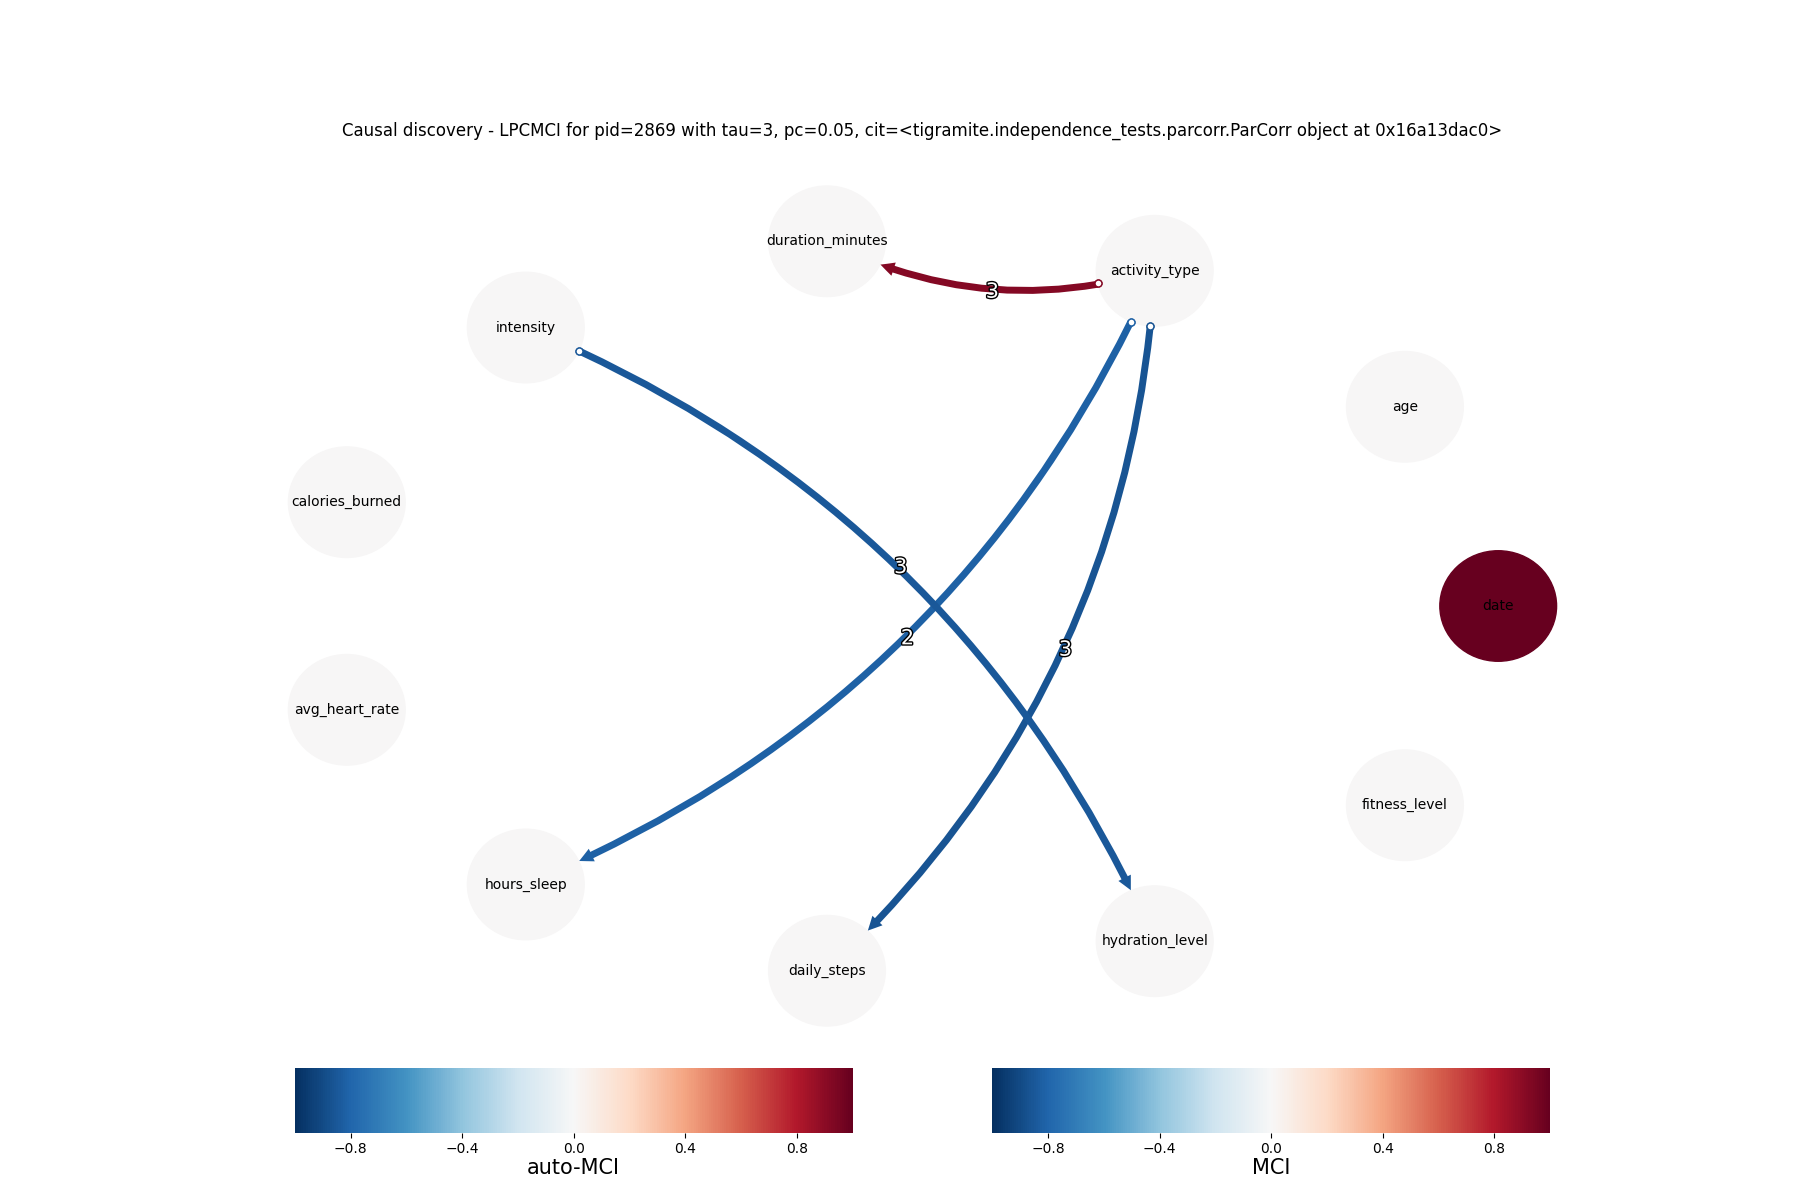 Causal discovery - LPCMCI for pid=2869 with tau=3, pc=0.05, cit=<tigramite.independence_tests.parcorr.ParCorr object at 0x16a13dac0>
duration_minutes
activity_type
3
intensity
age
calories_burned
3
date
2
3
avg_heart_rate
fitness_level
hours_sleep
hydration_level
daily_steps
−0.8 −0.4 0.0 0.4 0.8
auto-MCI
−0.8 −0.4 0.0 0.4 0.8
MCI